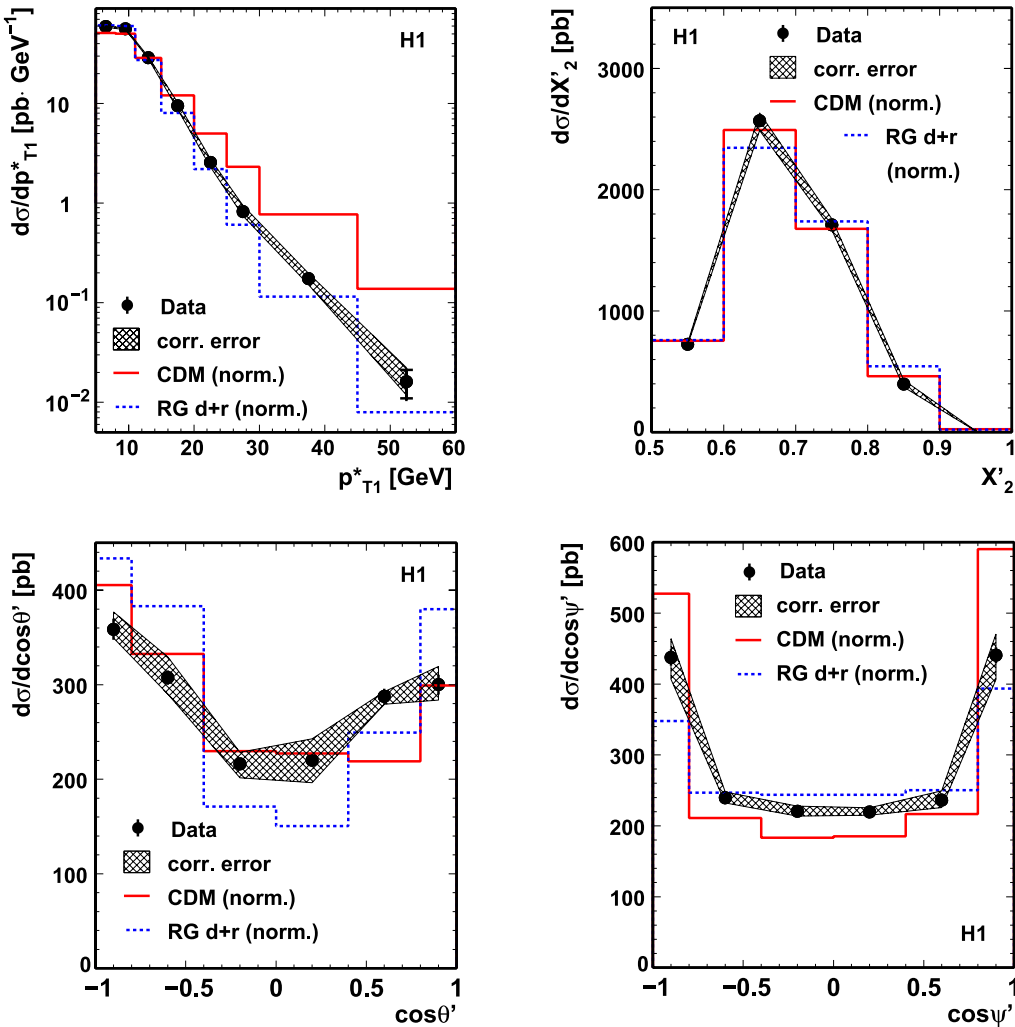 dσ/dp*T1 [pb· GeV⁻¹]
H1
10
1
10⁻¹
10⁻²
Data
corr. error
CDM (norm.)
RG d+r (norm.)
10 20 30 40 50 60
p*T1 [GeV]
dσ/dX'2 [pb]
H1
Data
corr. error
CDM (norm.)
RG d+r
(norm.)
3000
2000
1000
0
0.5 0.6 0.7 0.8 0.9 1
X'2
dσ/dcosθ' [pb]
H1
400
300
200
100
0
Data
corr. error
CDM (norm.)
RG d+r (norm.)
−1 −0.5 0 0.5 1
cosθ'
dσ/dcosψ' [pb]
600
500
400
300
200
100
0
Data
corr. error
CDM (norm.)
RG d+r (norm.)
H1
−1 −0.5 0 0.5 1
cosψ'